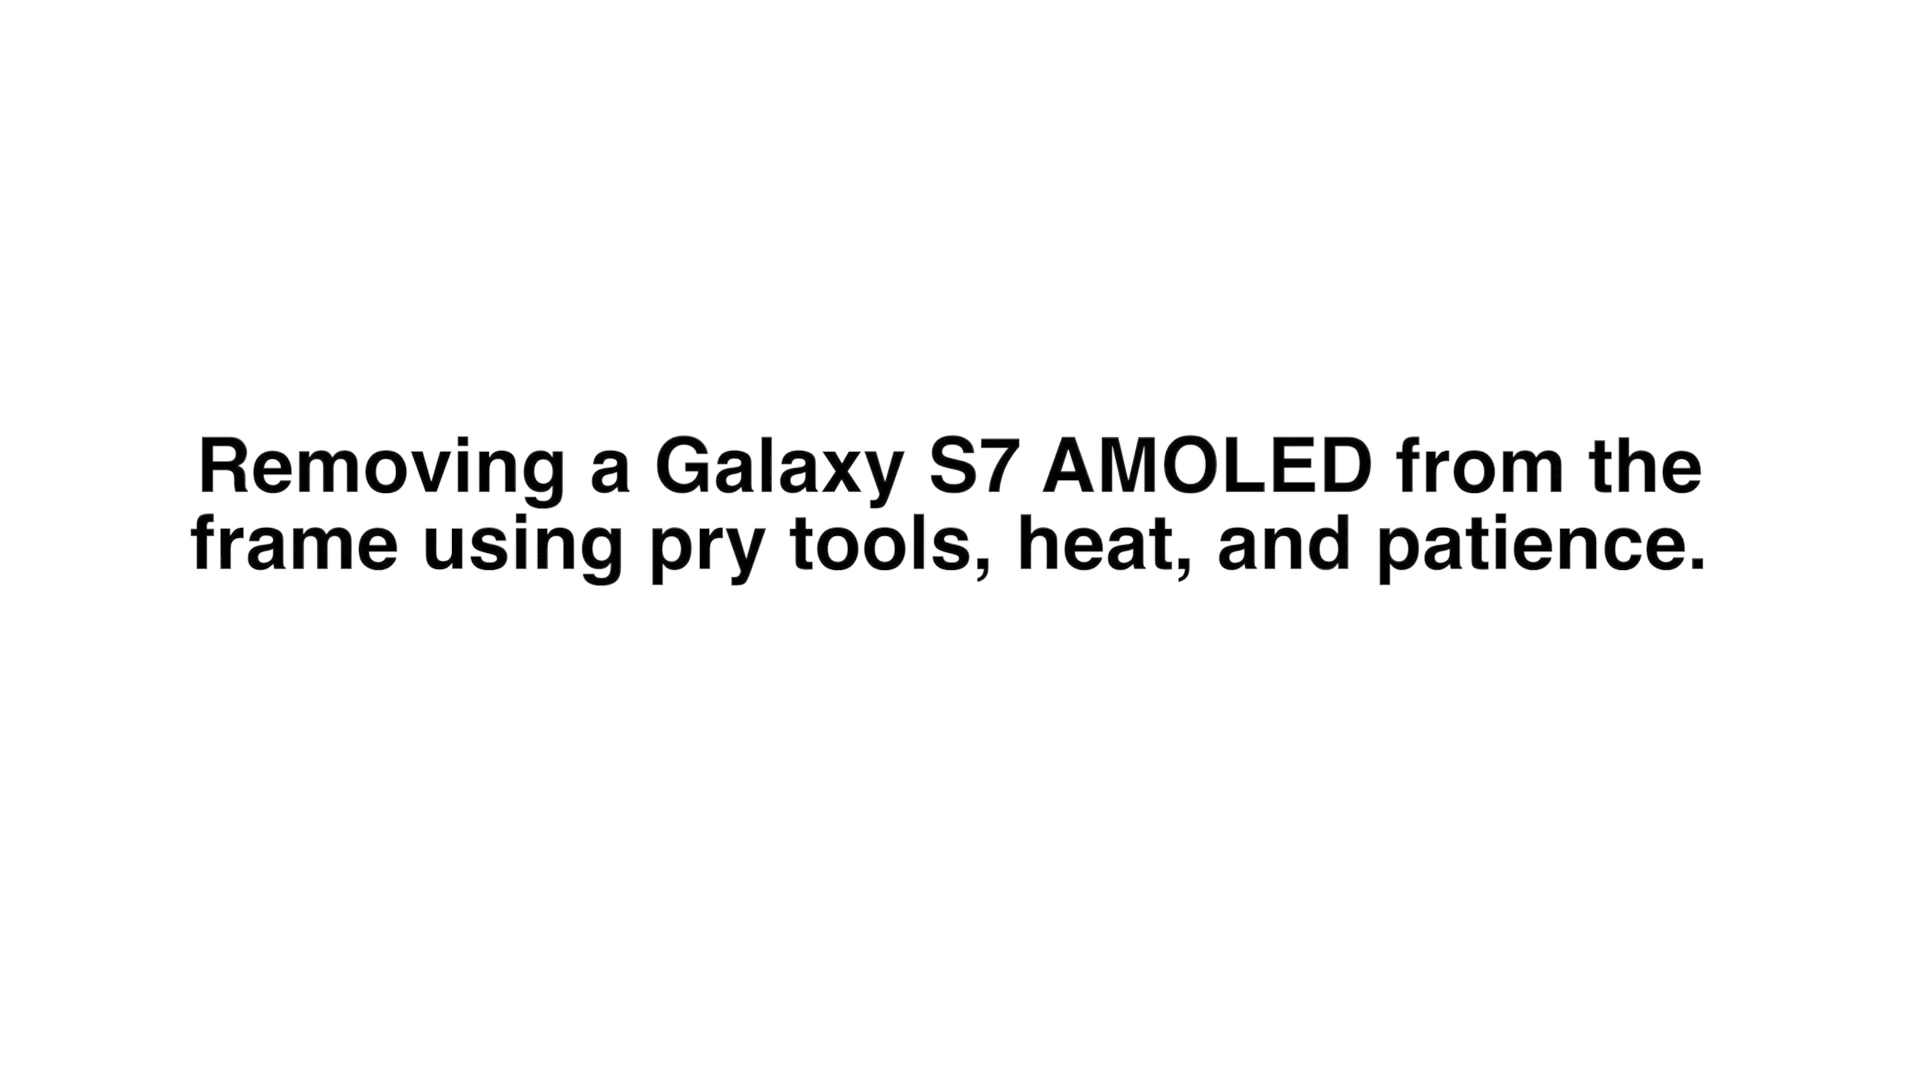 Removing a Galaxy S7 AMOLED from the
frame using pry tools, heat, and patience.